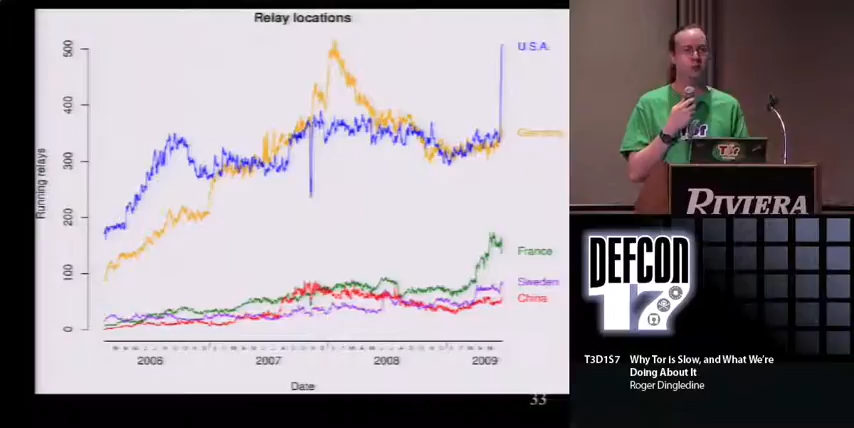 Relay locations
Running relays
500
400
300
200
100
0
U.S.A.
Germany
France
Sweden
China
2006
2007
2008
2009
Date
33
RIVIERA
DEFCON
17
T3D1S7
Why Tor is Slow, and What We're
Doing About It
Roger Dingledine